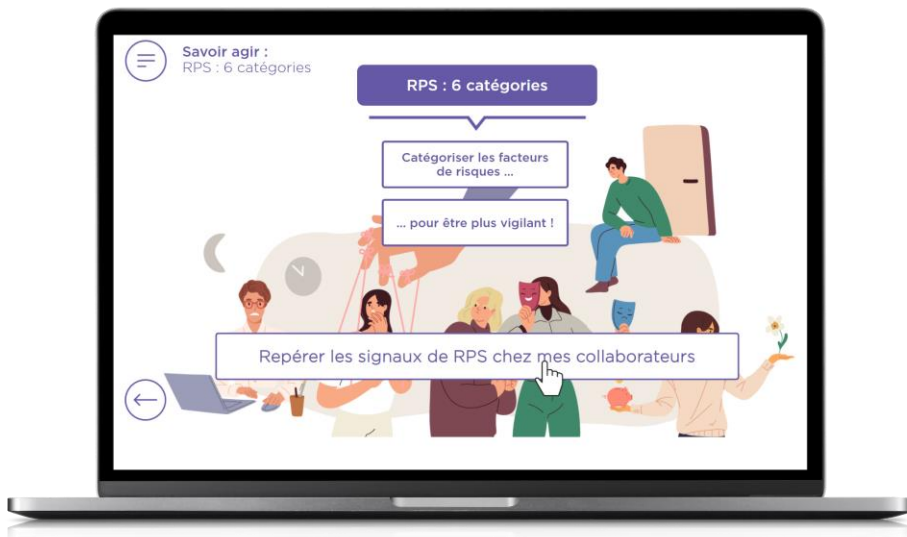 Savoir agir :
RPS : 6 catégories
RPS : 6 catégories
Catégoriser les facteurs
de risques ...
... pour être plus vigilant !
Repérer les signaux de RPS chez mes collaborateurs